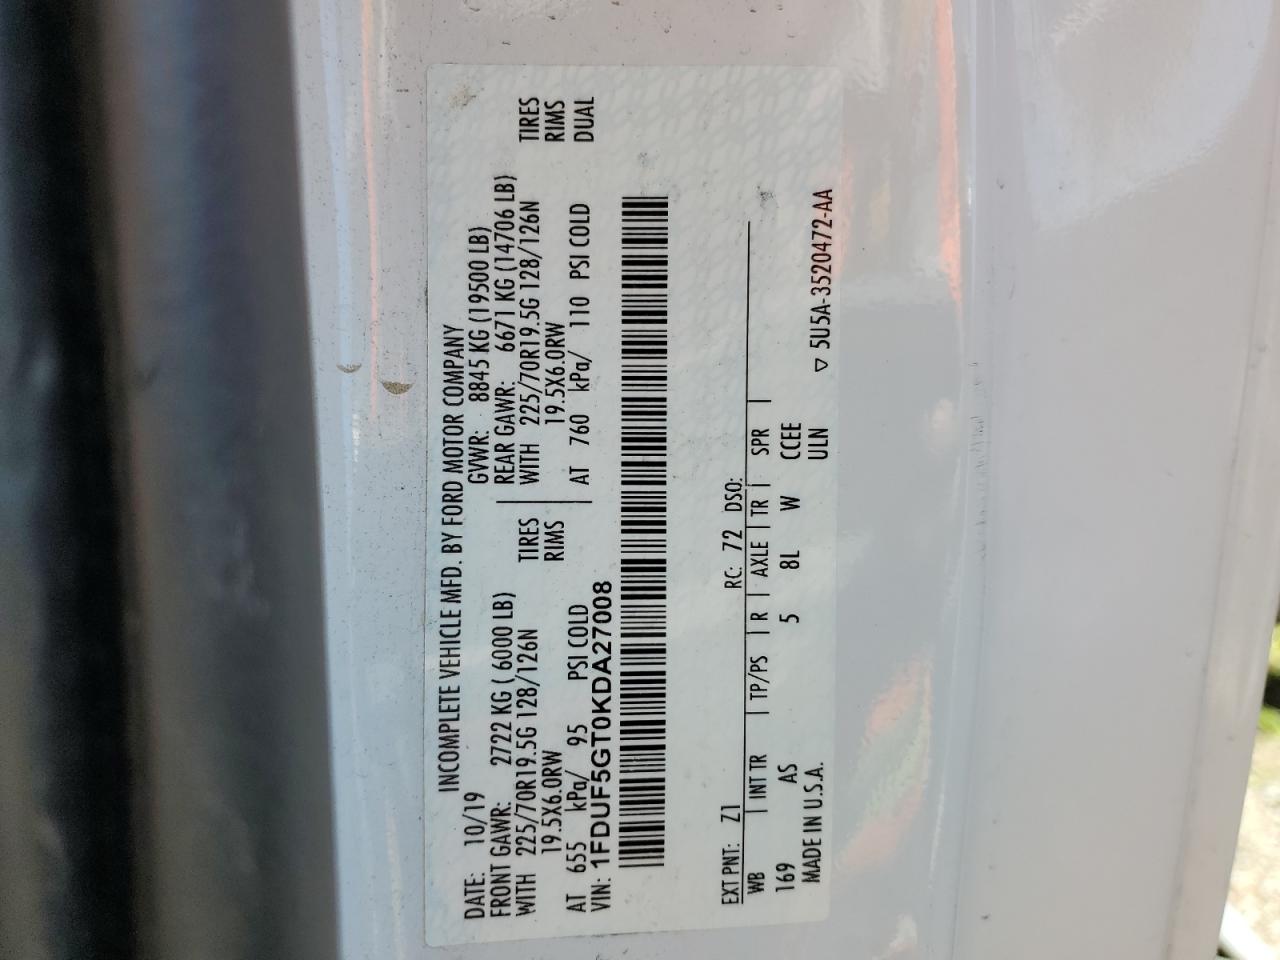 INCOMPLETE VEHICLE MFD. BY FORD MOTOR COMPANY
DATE: 10/19 GVWR: 8845 KG (19500 LB)
FRONT GAWR: 2722 KG ( 6000 LB) REAR GAWR: 6671 KG (14706 LB)
WITH 225/70R19.5G 128/126N TIRES WITH 225/70R19.5G 128/126N TIRES
19.5X6.0RW RIMS 19.5X6.0RW RIMS
AT 655 kPa/ 95 PSI COLD AT 760 kPa/ 110 PSI COLD DUAL
VIN: 1FDUF5GT0KDA27008
EXT PNT: Z1 RC: 72 DSO:
WB | INT TR | TP/PS | R | AXLE | TR | SPR |
169 AS 5 8L W CCEE
MADE IN U.S.A. ULN
▽ 5U5A-3520472-AA